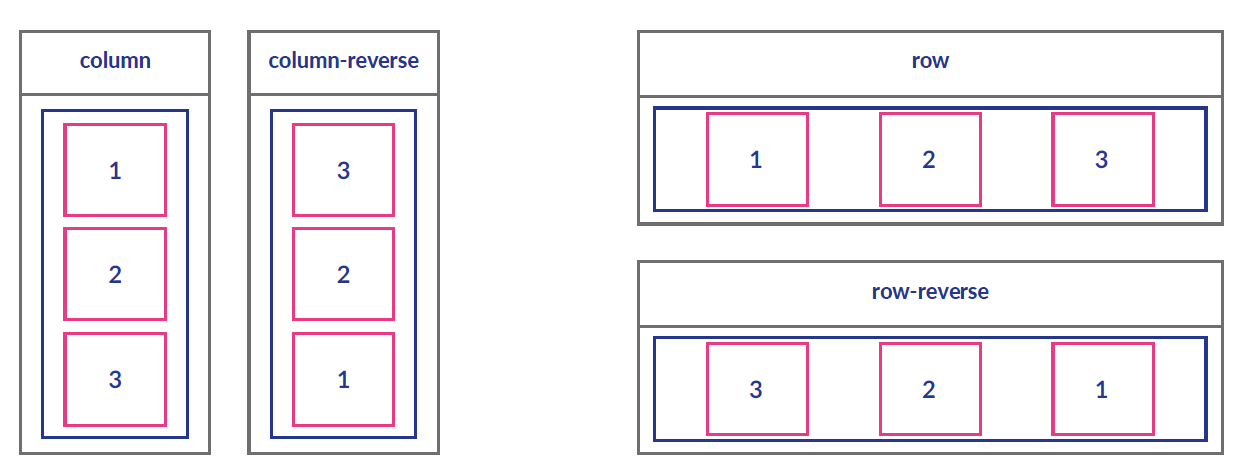 column
1
2
3
column-reverse
3
2
1
row
1 2 3
row-reverse
3 2 1